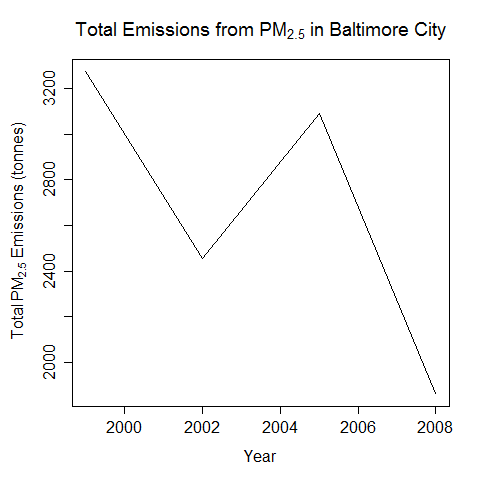 Total Emissions from PM2.5 in Baltimore City
Total PM2.5 Emissions (tonnes)
3200
2800
2400
2000
2000 2002 2004 2006 2008
Year